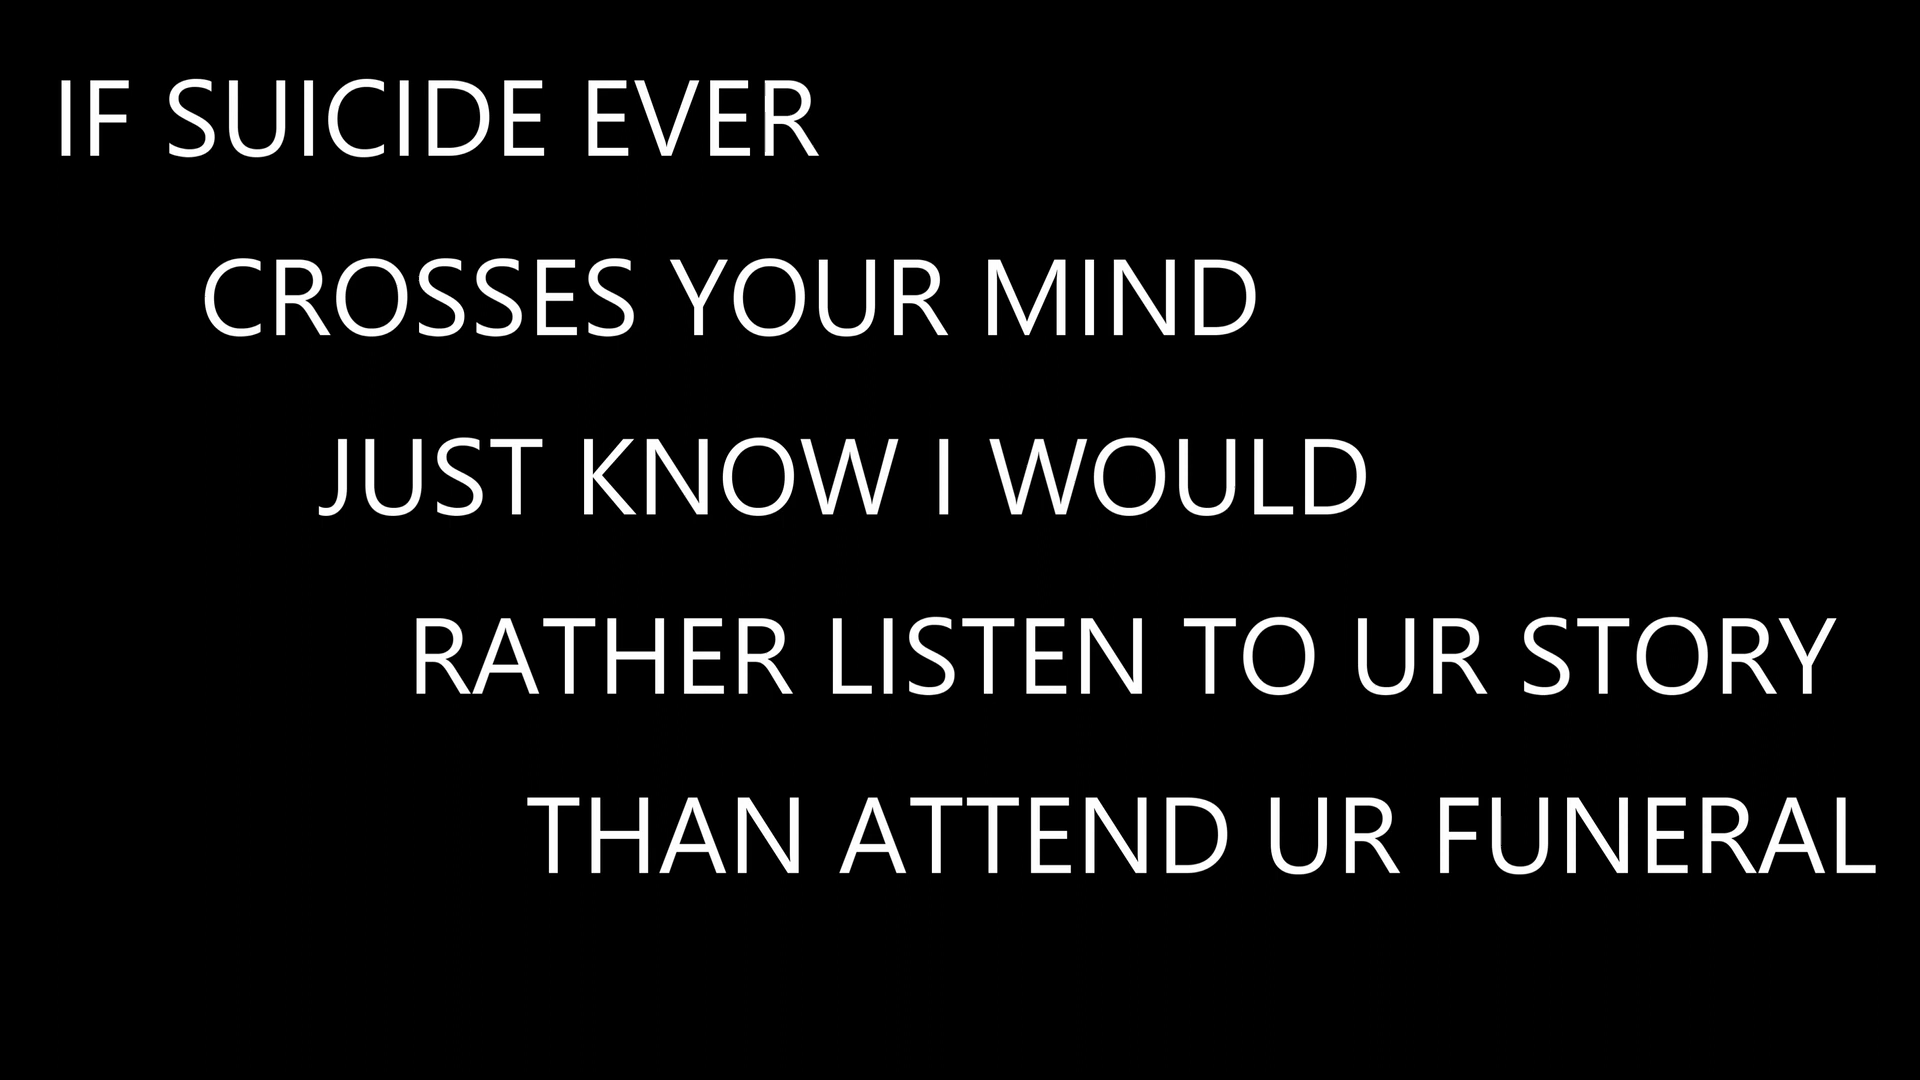 IF SUICIDE EVER
CROSSES YOUR MIND
JUST KNOW I WOULD
RATHER LISTEN TO UR STORY
THAN ATTEND UR FUNERAL